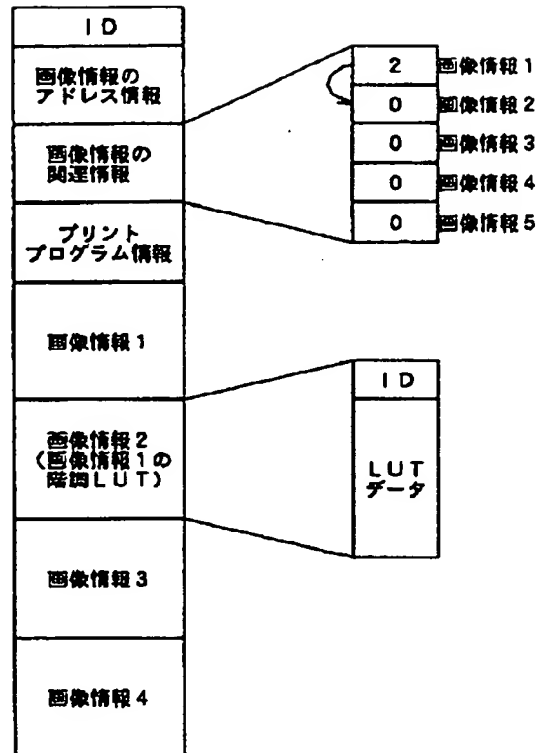 ID
画像情報の
アドレス情報
画像情報の
関連情報
プリント
プログラム情報
画像情報1
画像情報2
(画像情報1の
階調LUT)
画像情報3
画像情報4
2 画像情報1
0 画像情報2
0 画像情報3
0 画像情報4
0 画像情報5
ID
LUT
データ